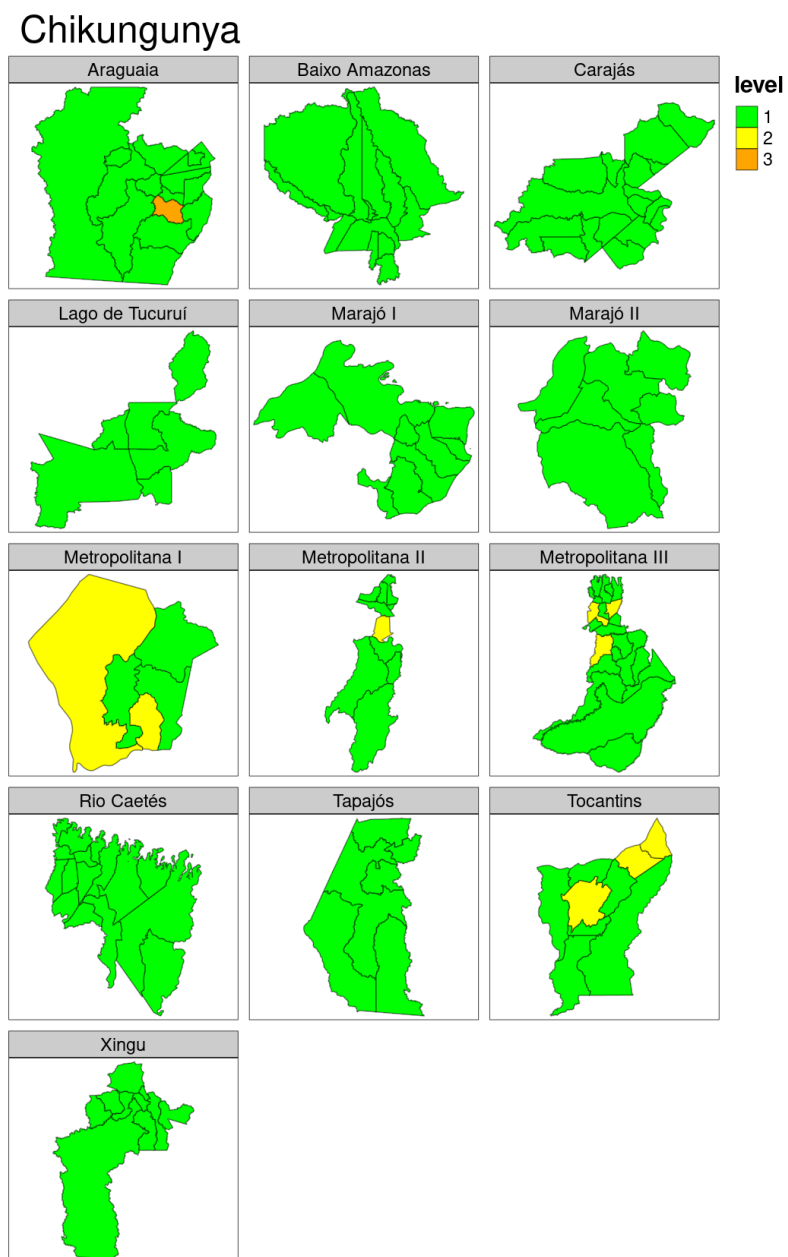 Chikungunya
Araguaia
Baixo Amazonas
Carajás
level
1
2
3
Lago de Tucuruí
Marajó I
Marajó II
Metropolitana I
Metropolitana II
Metropolitana III
Rio Caetés
Tapajós
Tocantins
Xingu